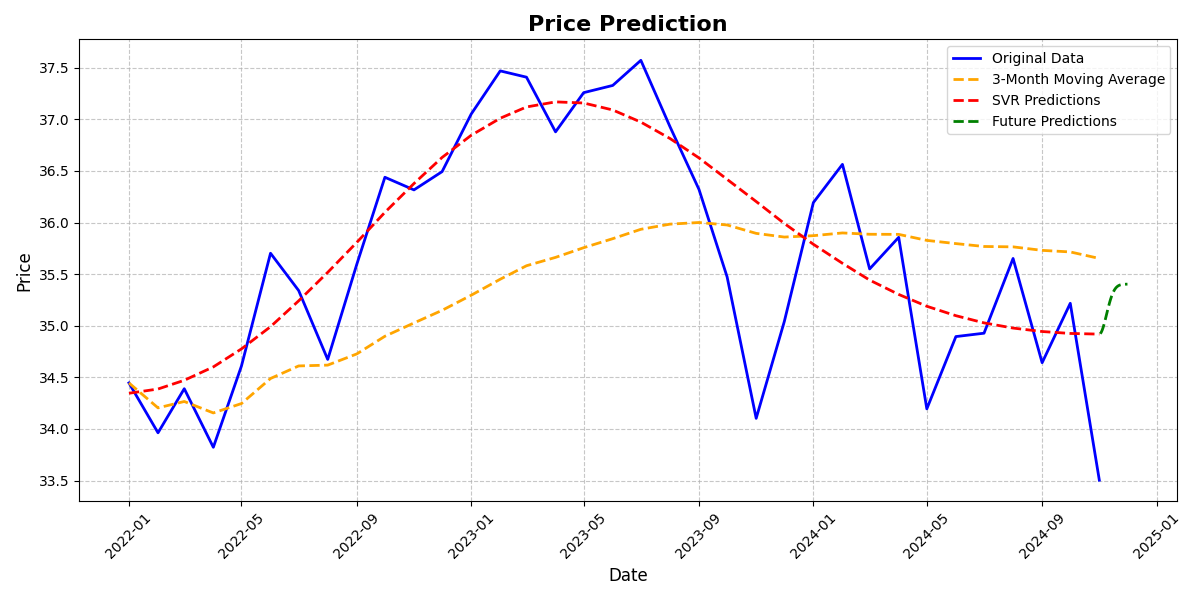 Price Prediction
Original Data
3-Month Moving Average
SVR Predictions
Future Predictions
37.5
37.0
36.5
36.0
35.5
35.0
34.5
34.0
33.5
Price
2022-01
2022-05
2022-09
2023-01
2023-05
2023-09
2024-01
2024-05
2024-09
2025-01
Date